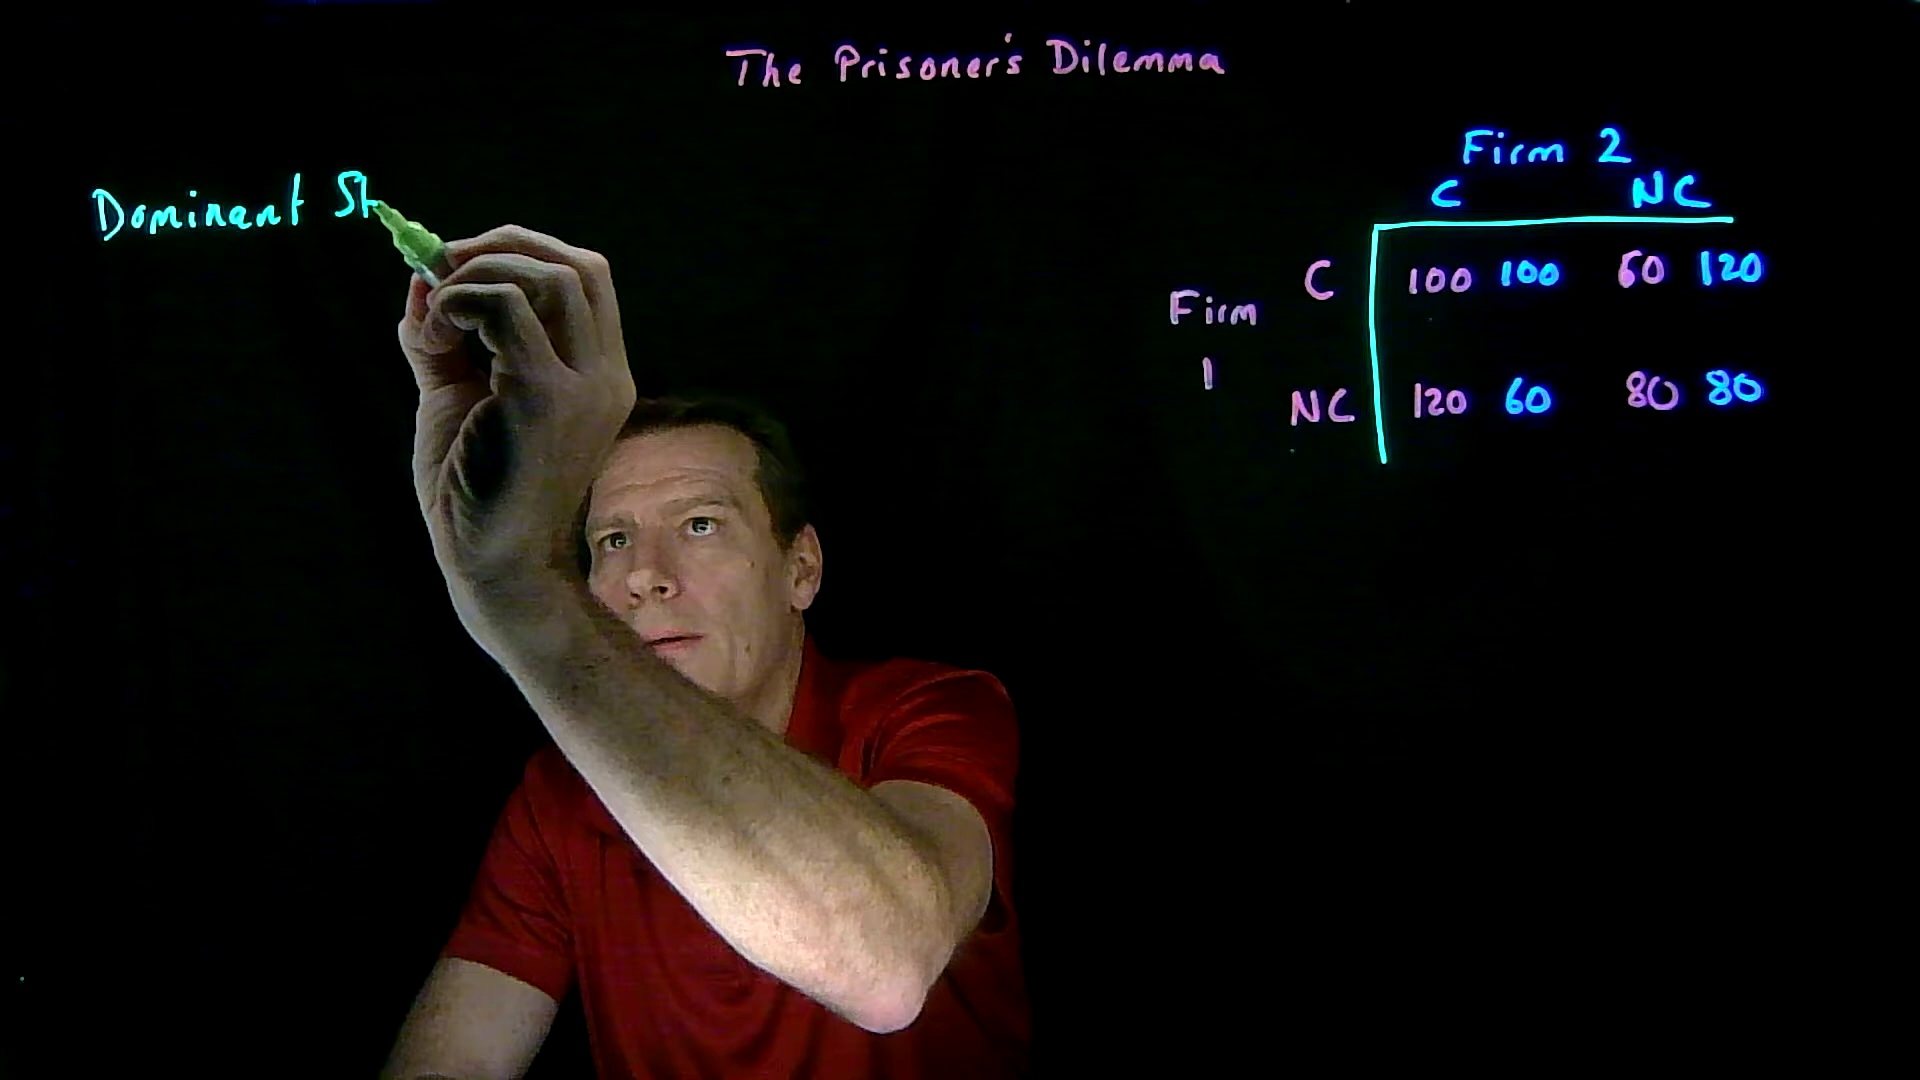 The Prisoner's Dilemma
Dominant St
Firm 2
C NC
C 100 100 60 120
Firm
1
NC 120 60 80 80